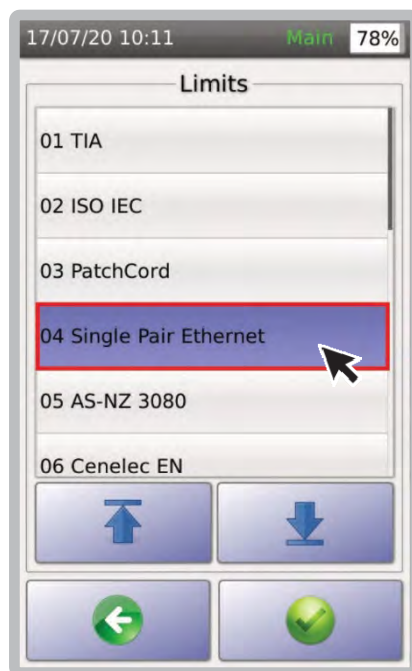 17/07/20 10:11 Main 78%
Limits
01 TIA
02 ISO IEC
03 PatchCord
04 Single Pair Ethernet
05 AS-NZ 3080
06 Cenelec EN